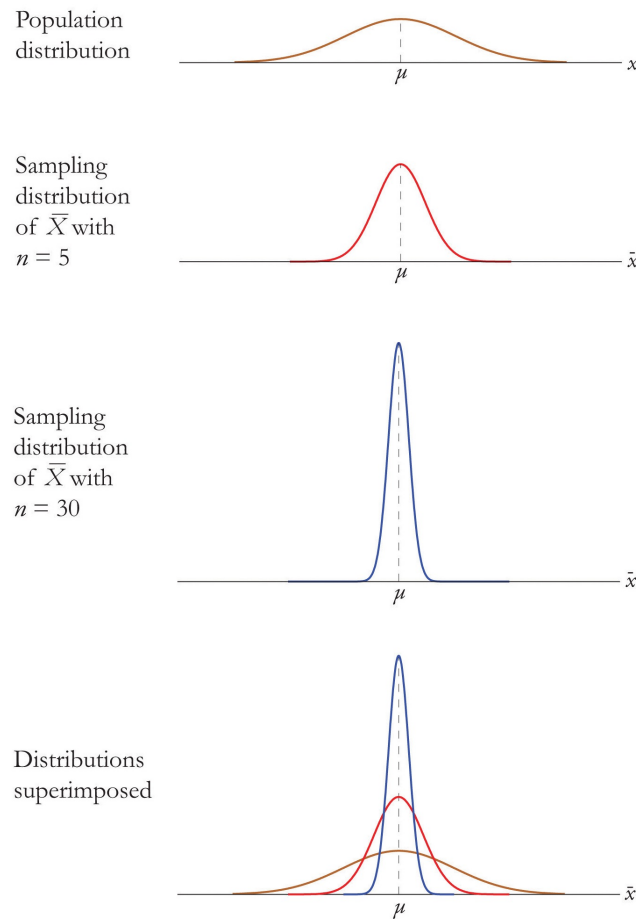 Population
distribution
x
μ
Sampling
distribution
of X̅ with
n = 5
x̄
μ
Sampling
distribution
of X̅ with
n = 30
x̄
μ
Distributions
superimposed
x̄
μ